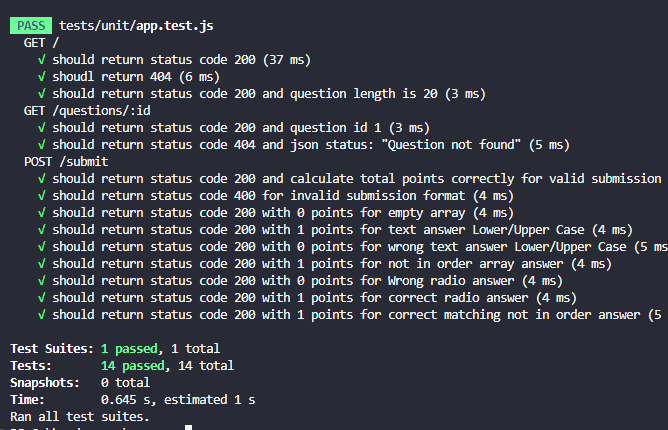 PASS tests/unit/app.test.js
GET /
√ should return status code 200 (37 ms)
√ shoudl return 404 (6 ms)
√ should return status code 200 and question length is 20 (3 ms)
GET /questions/:id
√ should return status code 200 and question id 1 (3 ms)
√ should return status code 404 and json status: "Question not found" (5 ms)
POST /submit
√ should return status code 200 and calculate total points correctly for valid submission
√ should return status code 400 for invalid submission format (4 ms)
√ should return status code 200 with 0 points for empty array (4 ms)
√ should return status code 200 with 1 points for text answer Lower/Upper Case (4 ms)
√ should return status code 200 with 0 points for wrong text answer Lower/Upper Case (5 ms
√ should return status code 200 with 1 points for not in order array answer (4 ms)
√ should return status code 200 with 0 points for Wrong radio answer (4 ms)
√ should return status code 200 with 1 points for correct radio answer (4 ms)
√ should return status code 200 with 1 points for correct matching not in order answer (5
Test Suites: 1 passed, 1 total
Tests: 14 passed, 14 total
Snapshots: 0 total
Time: 0.645 s, estimated 1 s
Ran all test suites.